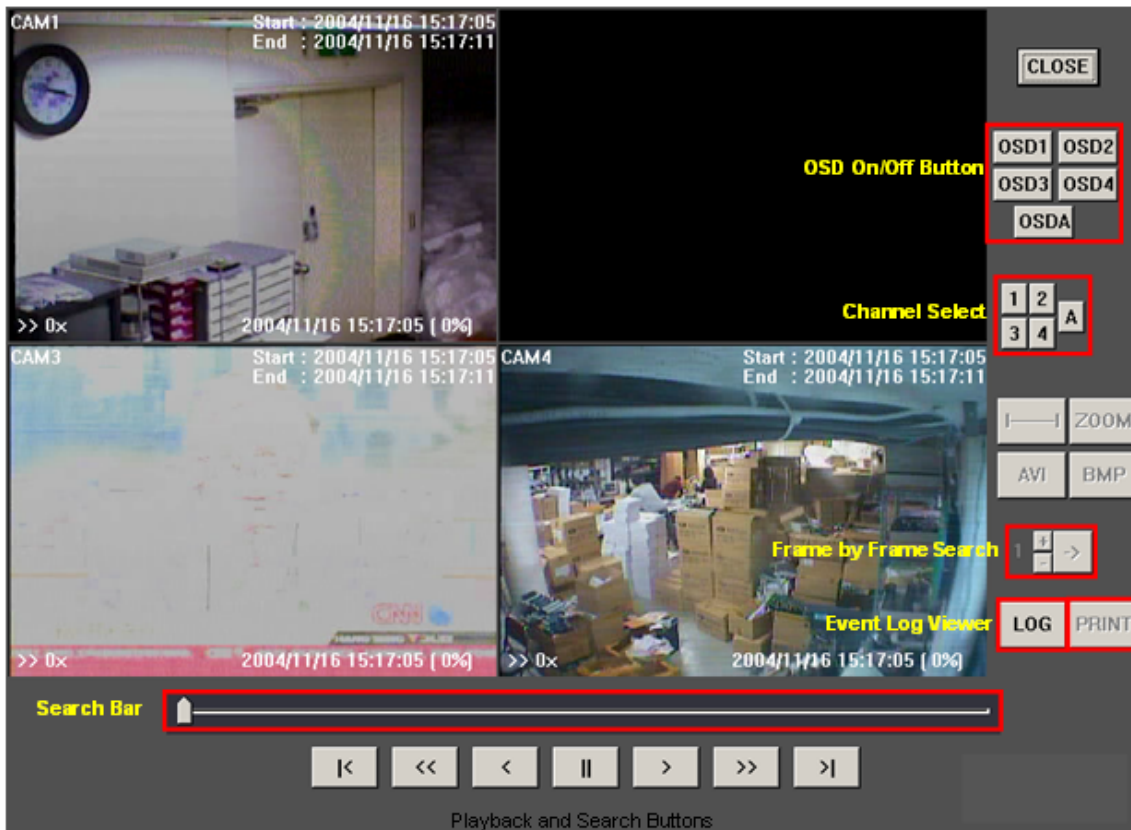 CAM1
Start : 2004/11/16 15:17:05
End : 2004/11/16 15:17:11
>> 0x
2004/11/16 15:17:05 ( 0%)
CLOSE
OSD On/Off Button
OSD1 OSD2
OSD3 OSD4
OSDA
Channel Select
1 2
3 4
A
CAM3
Start : 2004/11/16 15:17:05
End : 2004/11/16 15:17:11
CNN
>> 0x
2004/11/16 15:17:05 ( 0%)
CAM4
Start : 2004/11/16 15:17:05
End : 2004/11/16 15:17:11
>> 0x
2004/11/16 15:17:05 ( 0%)
I——I ZOOM
AVI BMP
Frame by Frame Search
1 + - ->
Event Log Viewer
LOG PRINT
Search Bar
|< << < II > >> >|
Playback and Search Buttons